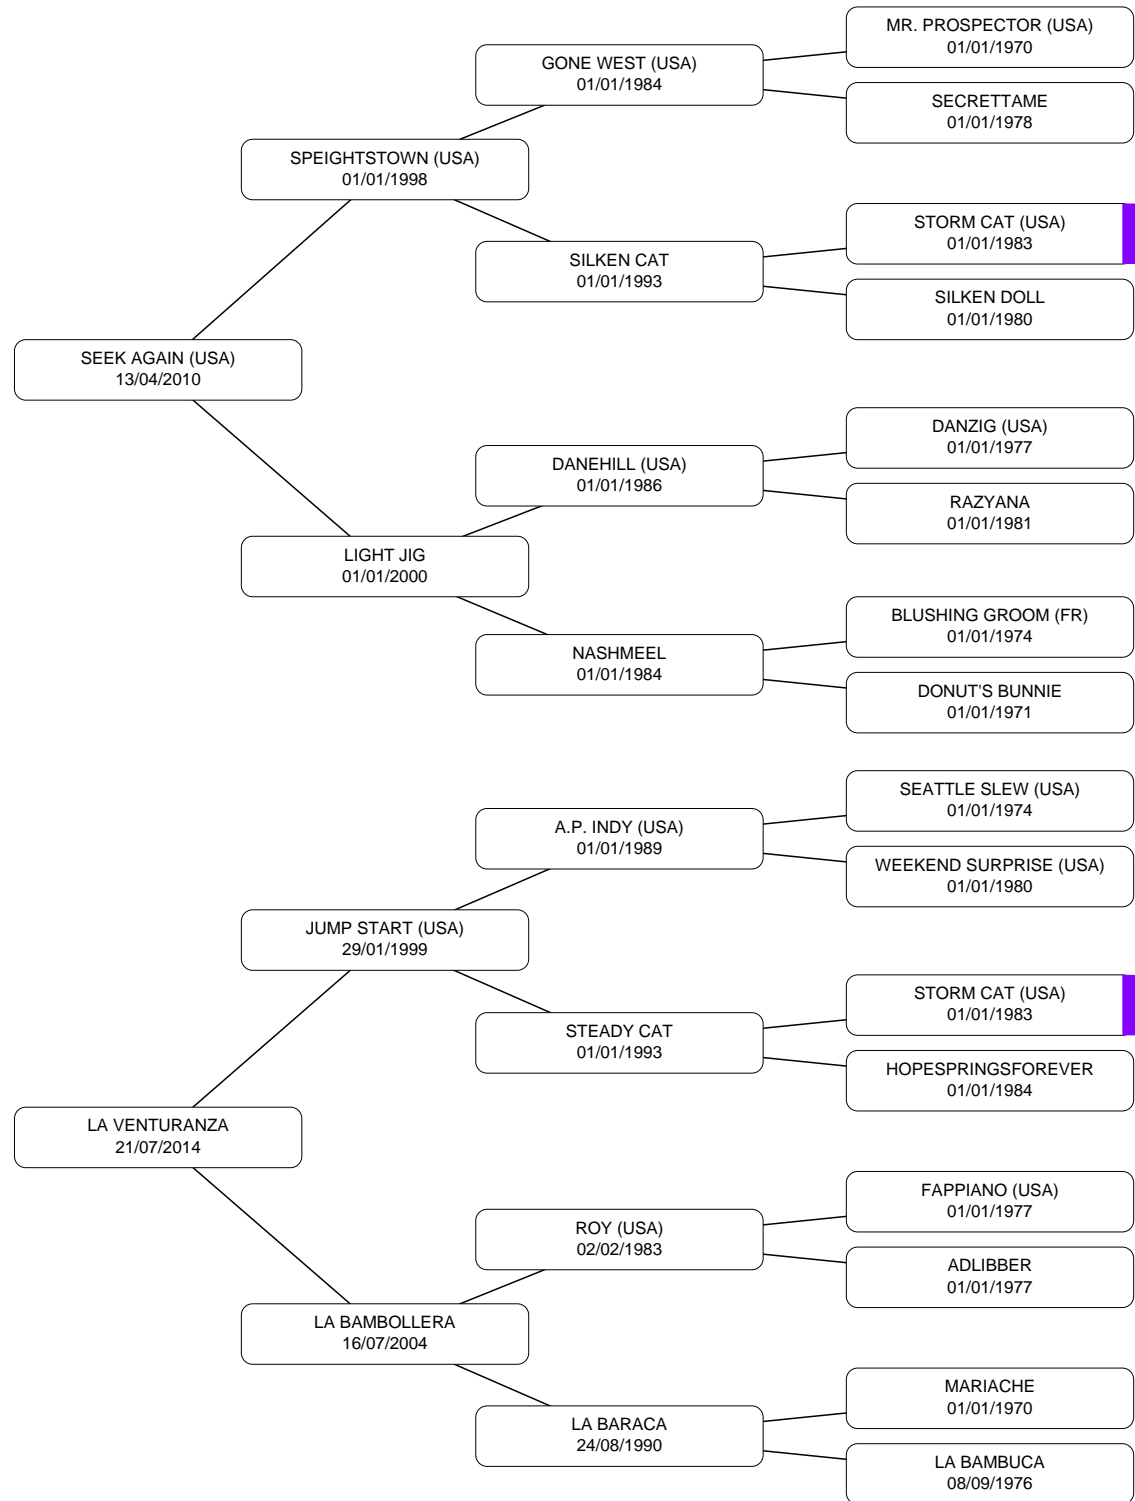 MR. PROSPECTOR (USA)
01/01/1970
GONE WEST (USA)
01/01/1984
SECRETTAME
01/01/1978
SPEIGHTSTOWN (USA)
01/01/1998
STORM CAT (USA)
01/01/1983
SILKEN CAT
01/01/1993
SILKEN DOLL
01/01/1980
SEEK AGAIN (USA)
13/04/2010
DANZIG (USA)
01/01/1977
DANEHILL (USA)
01/01/1986
RAZYANA
01/01/1981
LIGHT JIG
01/01/2000
BLUSHING GROOM (FR)
01/01/1974
NASHMEEL
01/01/1984
DONUT'S BUNNIE
01/01/1971
SEATTLE SLEW (USA)
01/01/1974
A.P. INDY (USA)
01/01/1989
WEEKEND SURPRISE (USA)
01/01/1980
JUMP START (USA)
29/01/1999
STORM CAT (USA)
01/01/1983
STEADY CAT
01/01/1993
HOPESPRINGSFOREVER
01/01/1984
LA VENTURANZA
21/07/2014
FAPPIANO (USA)
01/01/1977
ROY (USA)
02/02/1983
ADLIBBER
01/01/1977
LA BAMBOLLERA
16/07/2004
MARIACHE
01/01/1970
LA BARACA
24/08/1990
LA BAMBUCA
08/09/1976